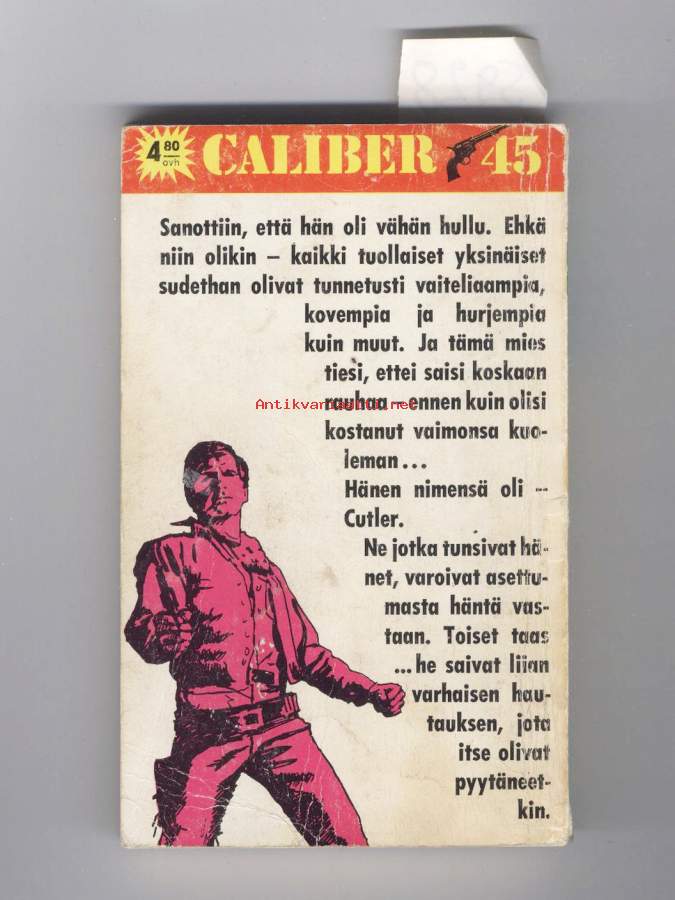 4 80
ovh
CALIBER 45
Sanottiin, että hän oli vähän hullu. Ehkä
niin olikin – kaikki tuollaiset yksinäiset
sudethan olivat tunnetusti vaiteliaampia,
kovempia ja hurjempia
kuin muut. Ja tämä mies
tiesi, ettei saisi koskaan
rauhaa – ennen kuin olisi
Antikvariaatti.net
kostanut vaimonsa kuo-
leman...
Hänen nimensä oli –
Cutler.
Ne jotka tunsivat hä-
net, varoivat asettu-
masta häntä vas-
taan. Toiset taas
...he saivat liian
varhaisen hau-
tauksen, jota
itse olivat
pyytäneet-
kin.